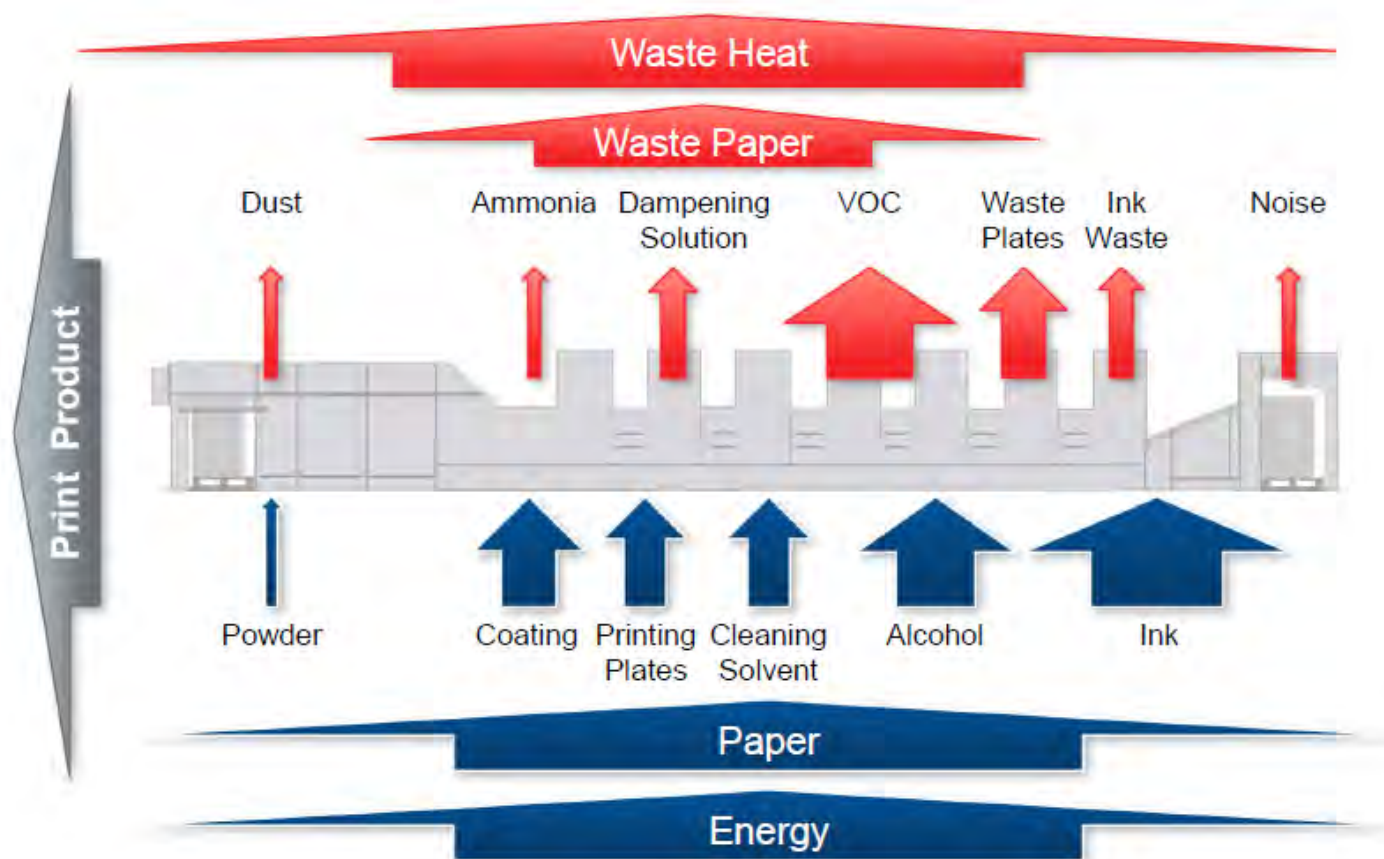 Waste Heat
Waste Paper
Dust
Ammonia
Dampening
Solution
VOC
Waste
Plates
Ink
Waste
Noise
Print Product
Powder
Coating
Printing
Plates
Cleaning
Solvent
Alcohol
Ink
Paper
Energy